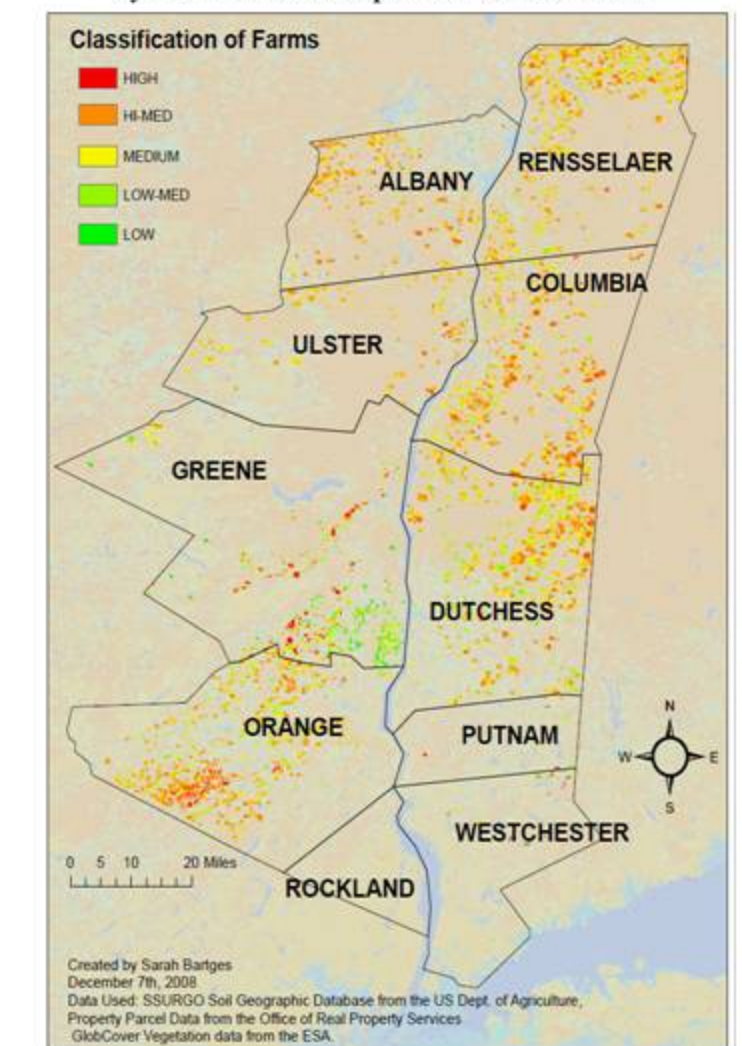 Classification of Farms
HIGH
HI-MED
MEDIUM
LOW-MED
LOW
RENSSELAER
ALBANY
COLUMBIA
ULSTER
GREENE
DUTCHESS
ORANGE
PUTNAM
N
W
E
S
WESTCHESTER
ROCKLAND
0 5 10 20 Miles
Created by Sarah Bartges
December 7th, 2008
Data Used: SSURGO Soil Geographic Database from the US Dept. of Agriculture,
Property Parcel Data from the Office of Real Property Services
GlobCover Vegetation data from the ESA.